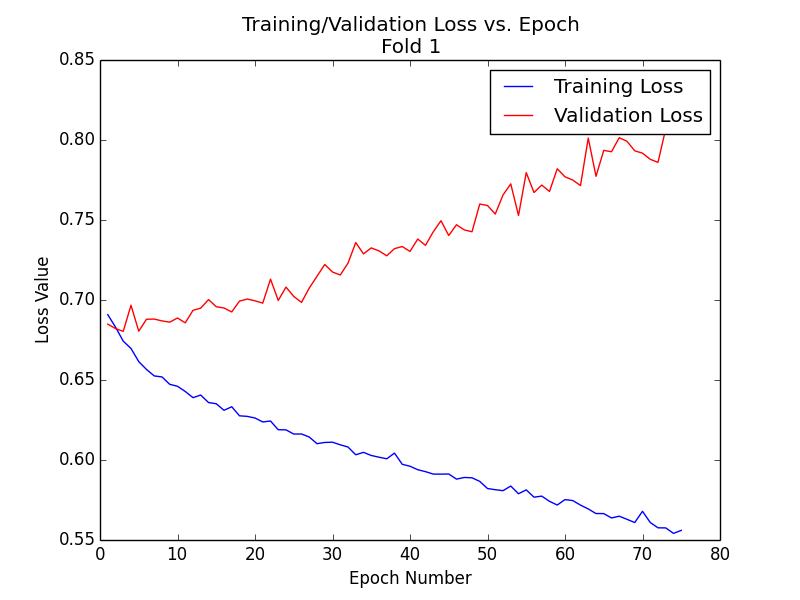 Training/Validation Loss vs. Epoch
Fold 1
Training Loss
Validation Loss
0.85
0.80
0.75
0.70
0.65
0.60
0.55
Loss Value
0 10 20 30 40 50 60 70 80
Epoch Number